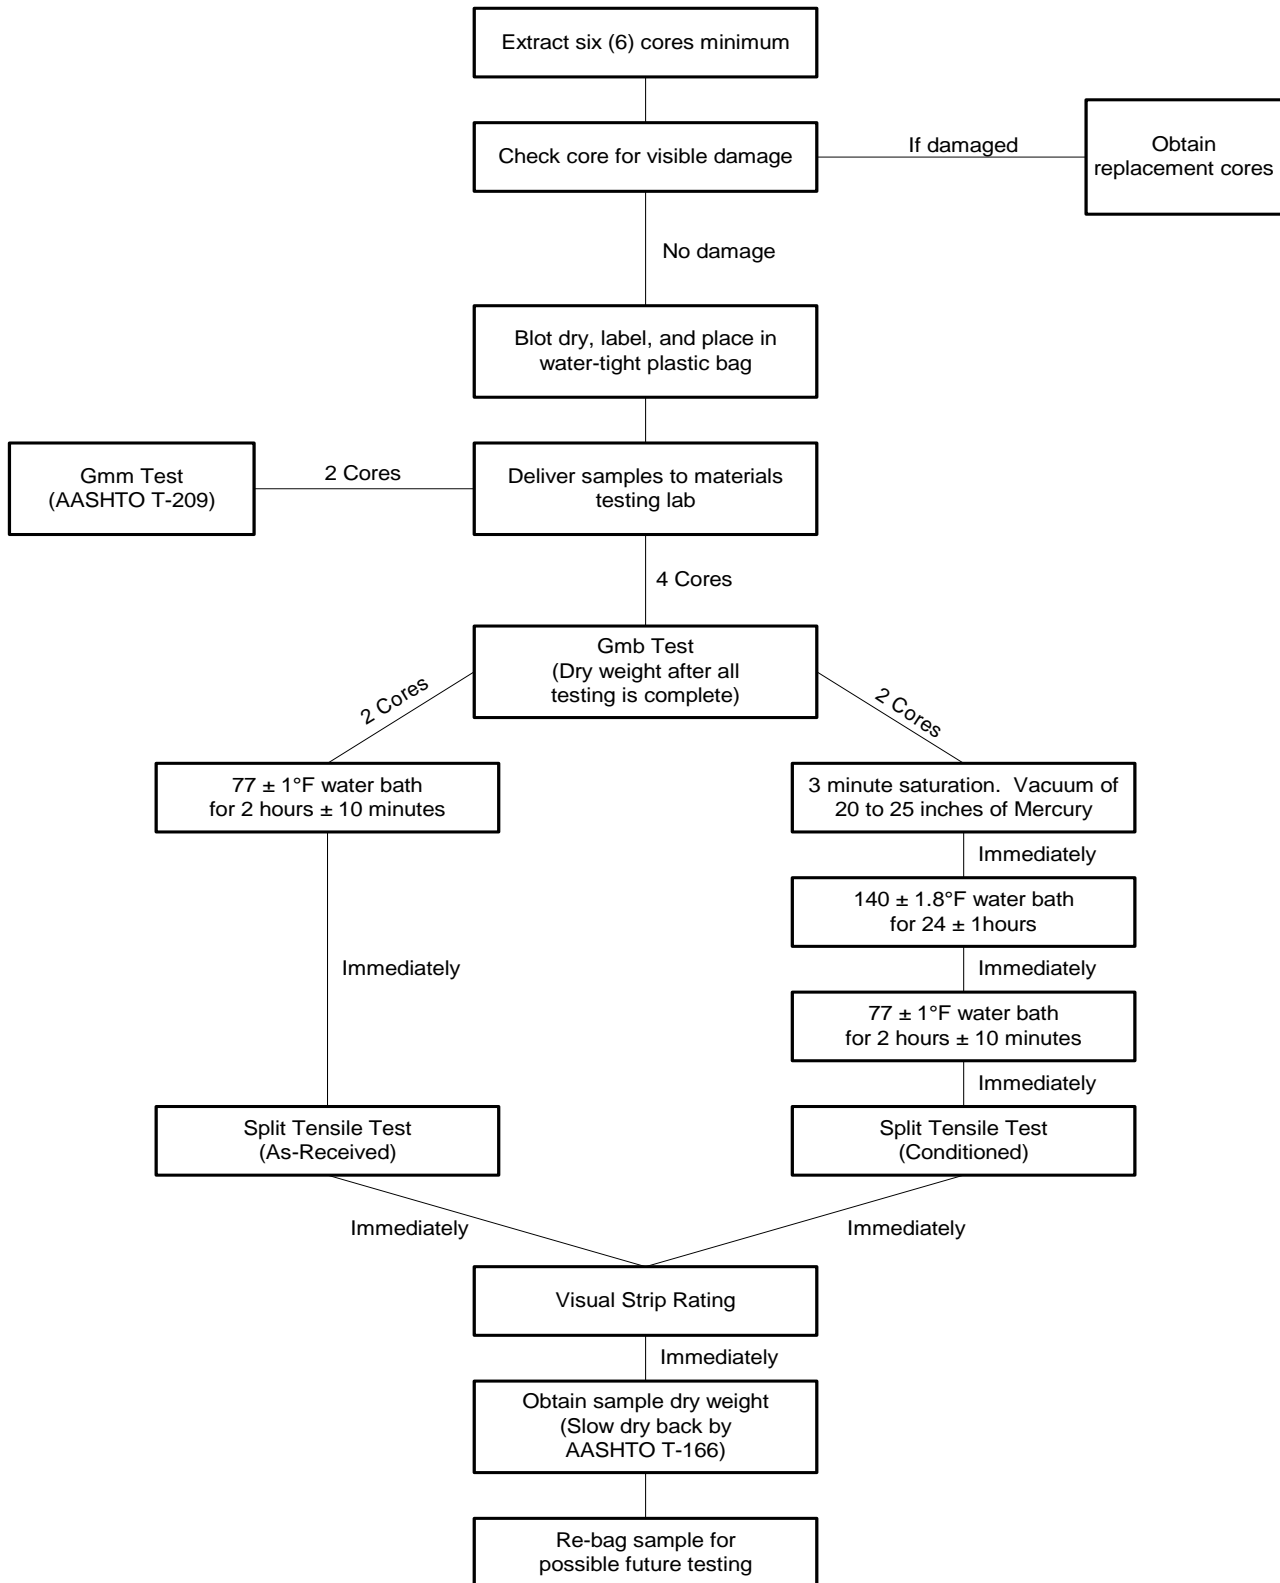 Extract six (6) cores minimum
Check core for visible damage
If damaged
Obtain
replacement cores
No damage
Blot dry, label, and place in
water-tight plastic bag
Gmm Test
(AASHTO T-209)
2 Cores
Deliver samples to materials
testing lab
4 Cores
Gmb Test
(Dry weight after all
testing is complete)
2 Cores
2 Cores
77 ± 1°F water bath
for 2 hours ± 10 minutes
3 minute saturation.  Vacuum of
20 to 25 inches of Mercury
Immediately
140 ± 1.8°F water bath
for 24 ± 1hours
Immediately
Immediately
77 ± 1°F water bath
for 2 hours ± 10 minutes
Immediately
Split Tensile Test
(As-Received)
Split Tensile Test
(Conditioned)
Immediately
Immediately
Visual Strip Rating
Immediately
Obtain sample dry weight
(Slow dry back by
AASHTO T-166)
Re-bag sample for
possible future testing